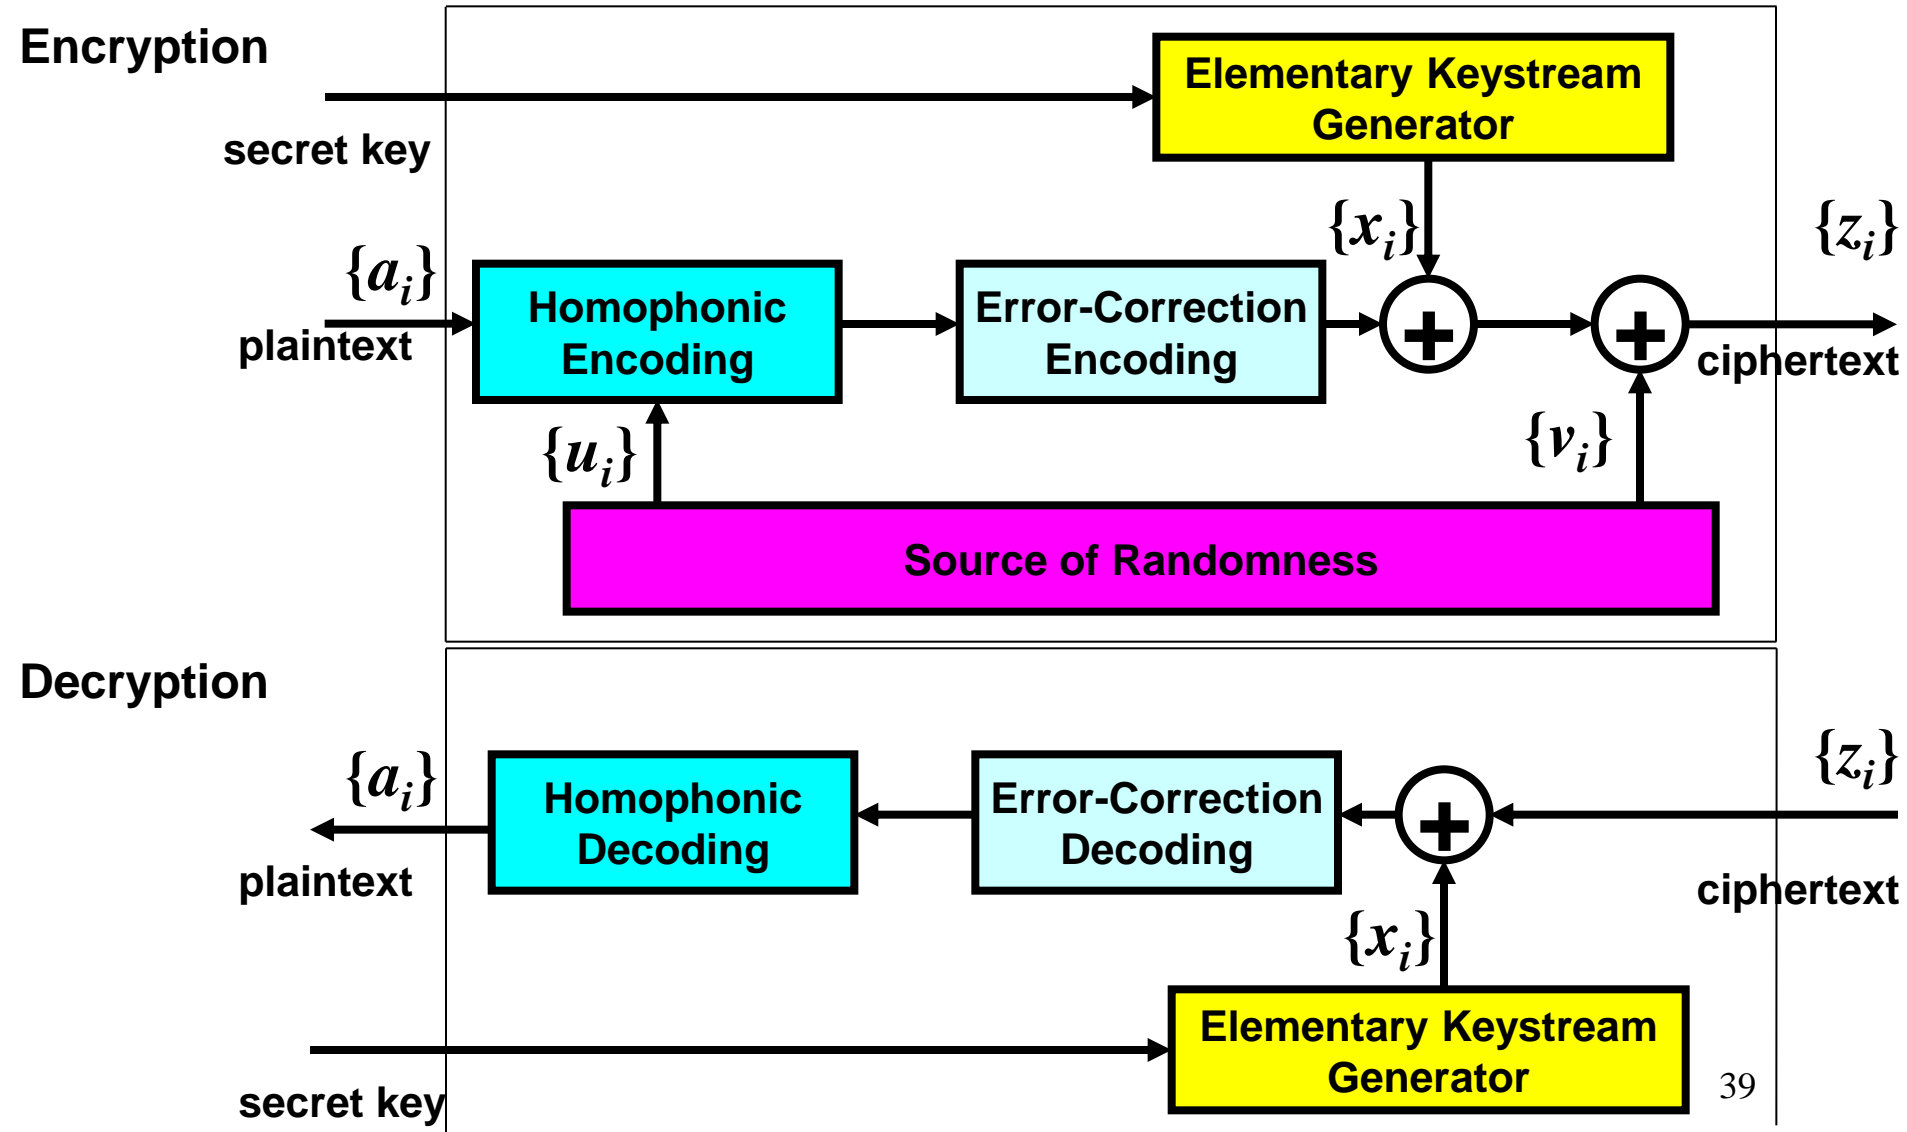 Encryption
Elementary Keystream
Generator
secret key
{x_i}
{z_i}
{a_i}
Homophonic
Encoding
Error-Correction
Encoding
+
+
plaintext
ciphertext
{u_i}
{v_i}
Source of Randomness
Decryption
{a_i}
{z_i}
Homophonic
Decoding
Error-Correction
Decoding
+
plaintext
ciphertext
{x_i}
Elementary Keystream
Generator
secret key
39